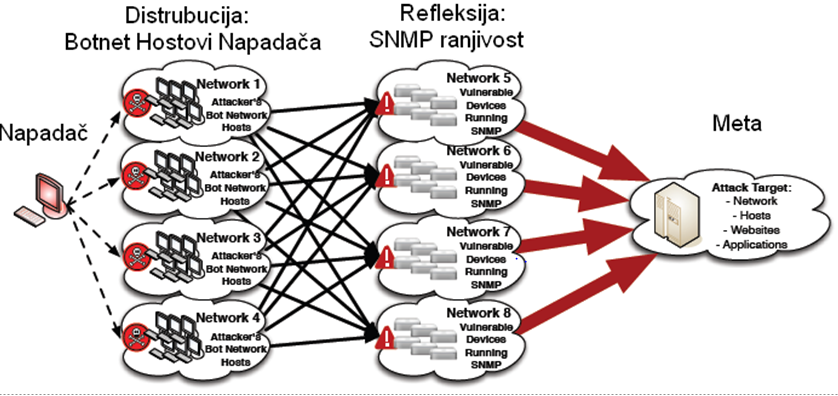 Distrubucija:
Botnet Hostovi Napadača
Refleksija:
SNMP ranjivost
Napadač
Meta
Network 1
Attacker's
Bot Network
Hosts
Network 2
Attacker's
Bot Network
Hosts
Network 3
Attacker's
Bot Network
Hosts
Network 4
Attacker's
Bot Network
Hosts
Network 5
Vulnerable
Devices
Running
SNMP
Network 6
Vulnerable
Devices
Running
SNMP
Network 7
Vulnerable
Devices
Running
SNMP
Network 8
Vulnerable
Devices
Running
SNMP
Attack Target:
- Network
- Hosts
- Websites
- Applications